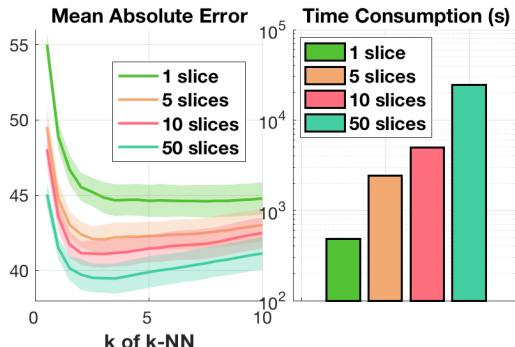 Mean Absolute Error
55
50
45
40
0
5
10
k of k-NN
1 slice
5 slices
10 slices
50 slices
Time Consumption (s)
10^5
10^4
10^3
10^2
1 slice
5 slices
10 slices
50 slices